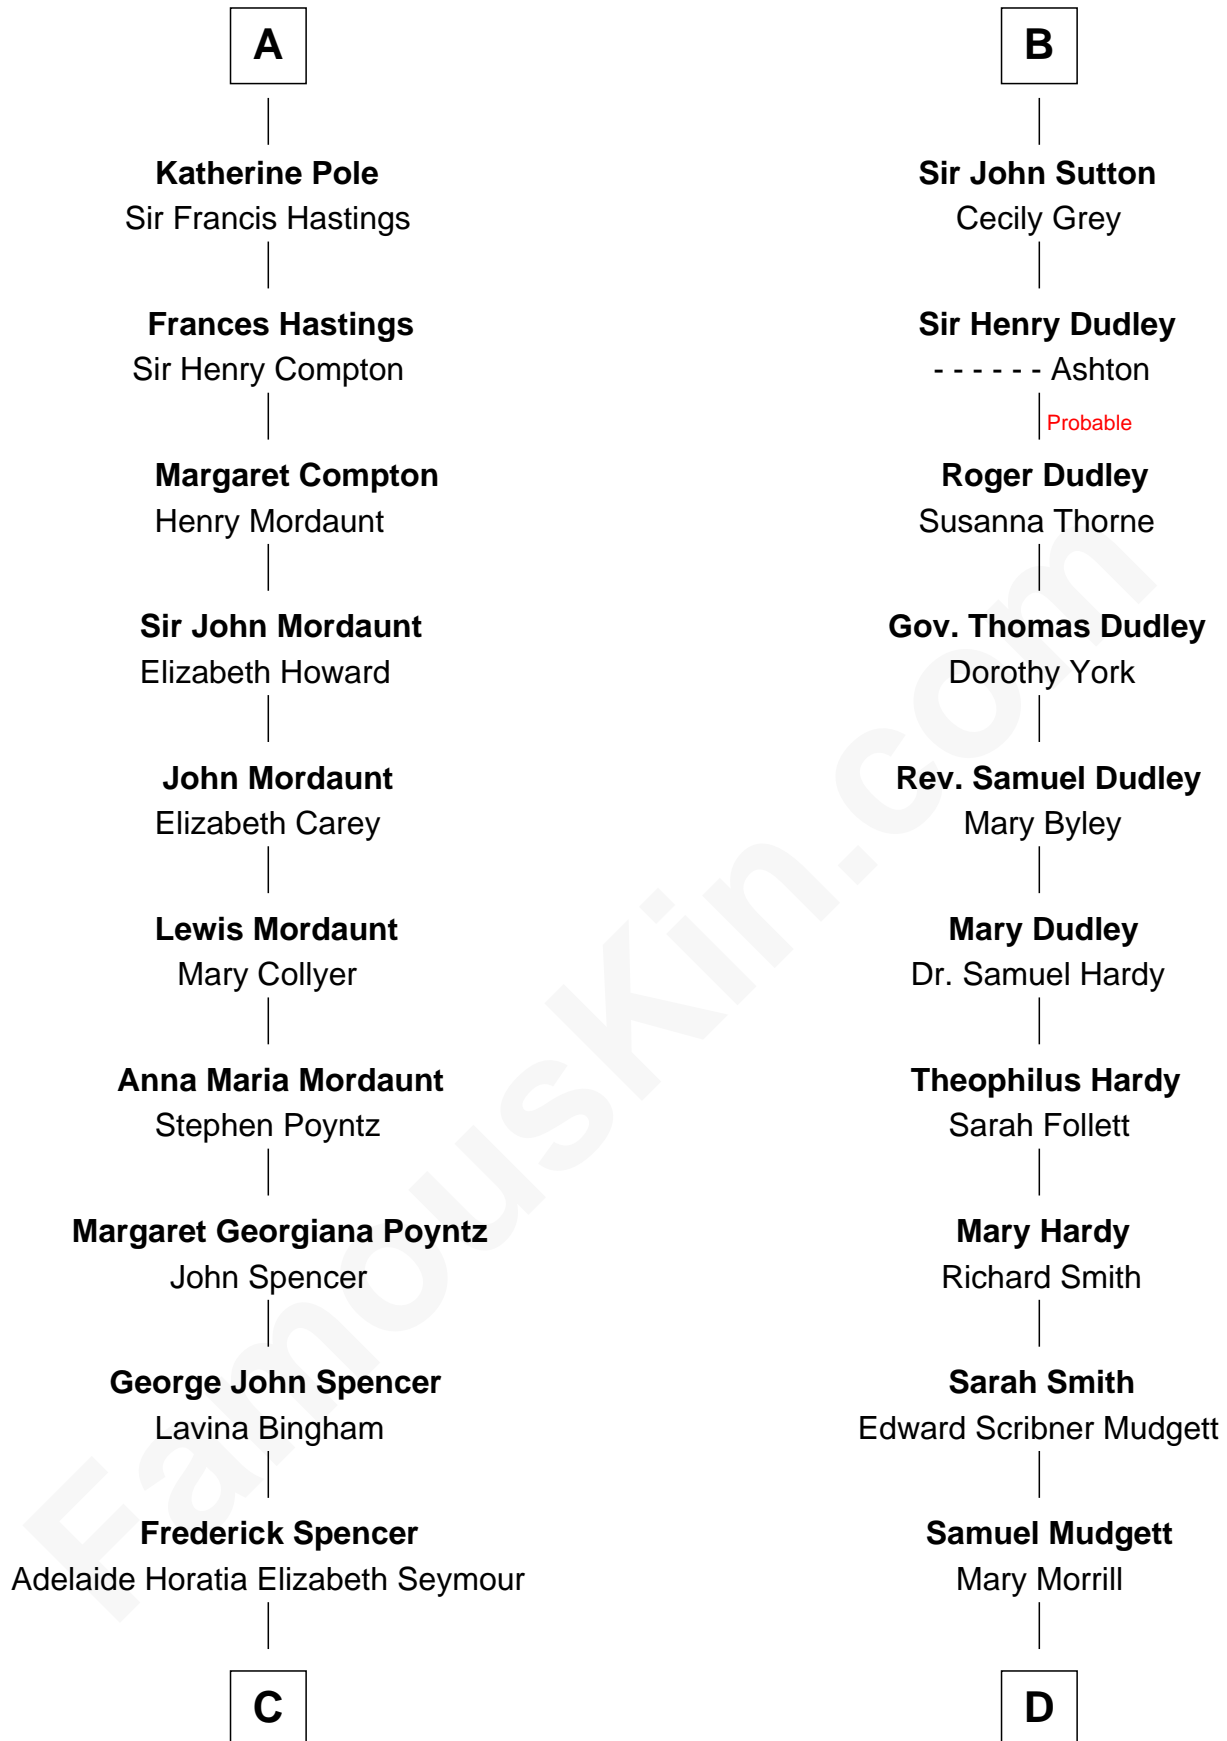 A
Katherine Pole
Sir Francis Hastings
Frances Hastings
Sir Henry Compton
Margaret Compton
Henry Mordaunt
Sir John Mordaunt
Elizabeth Howard
John Mordaunt
Elizabeth Carey
Lewis Mordaunt
Mary Collyer
Anna Maria Mordaunt
Stephen Poyntz
Margaret Georgiana Poyntz
John Spencer
George John Spencer
Lavina Bingham
Frederick Spencer
Adelaide Horatia Elizabeth Seymour
C
B
Sir John Sutton
Cecily Grey
Sir Henry Dudley
- - - - - - Ashton
Probable
Roger Dudley
Susanna Thorne
Gov. Thomas Dudley
Dorothy York
Rev. Samuel Dudley
Mary Byley
Mary Dudley
Dr. Samuel Hardy
Theophilus Hardy
Sarah Follett
Mary Hardy
Richard Smith
Sarah Smith
Edward Scribner Mudgett
Samuel Mudgett
Mary Morrill
D
FamousKin.com